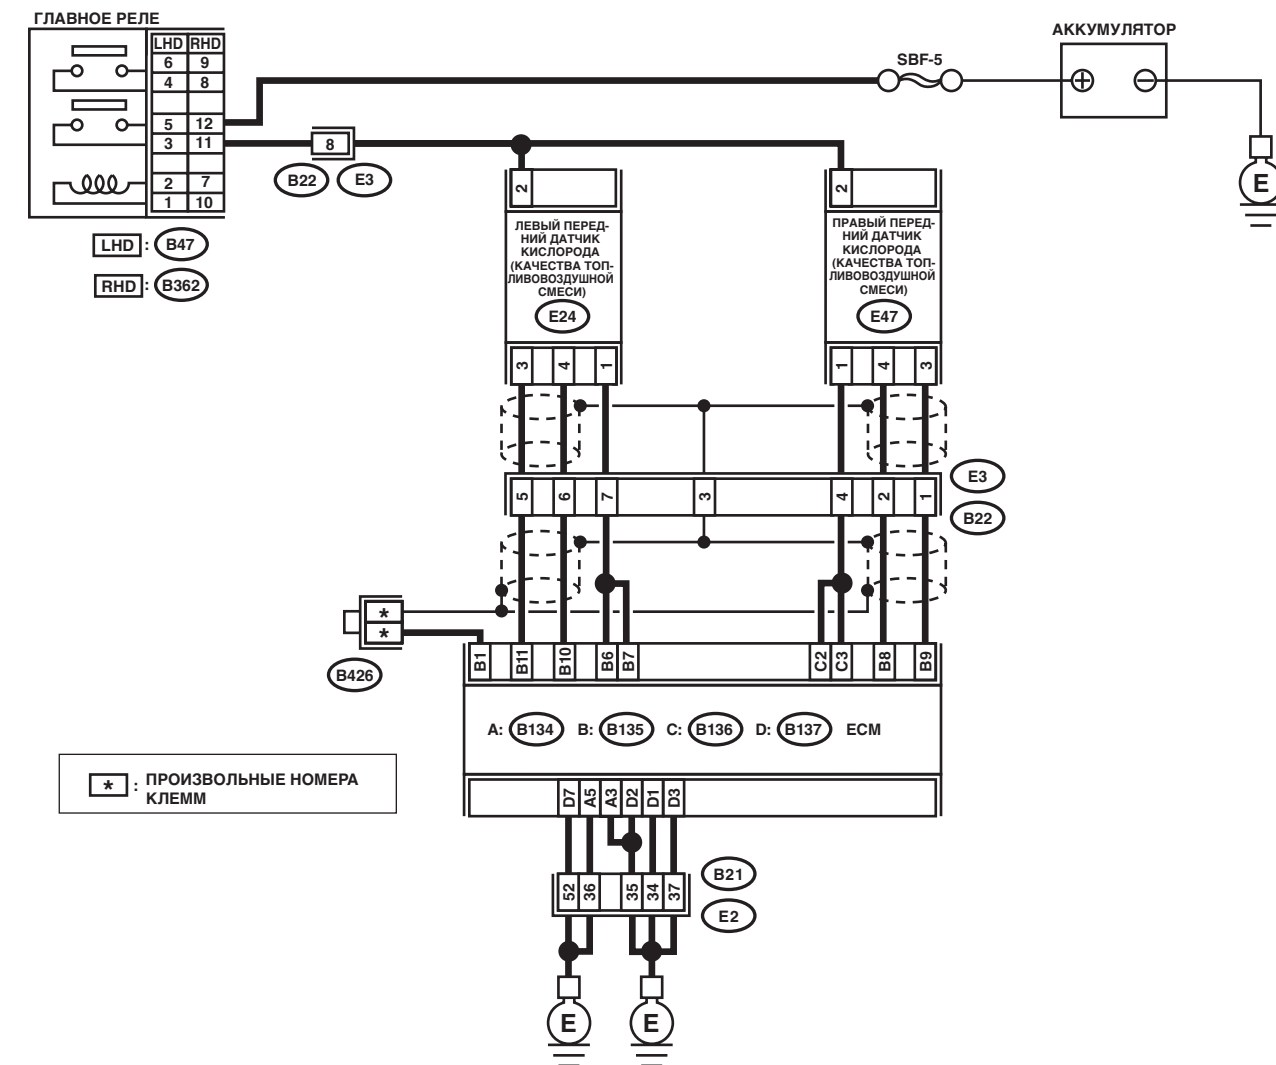 ГЛАВНОЕ РЕЛЕ
LHD RHD
6 9
4 8
5 12
3 11
2 7
1 10
LHD : B47
RHD : B362
8
B22 E3
SBF-5
АККУМУЛЯТОР
+ −
E
2
ЛЕВЫЙ ПЕРЕД-
НИЙ ДАТЧИК
КИСЛОРОДА
(КАЧЕСТВА ТОП-
ЛИВОВОЗДУШНОЙ
СМЕСИ)
E24
3 4 1
2
ПРАВЫЙ ПЕРЕД-
НИЙ ДАТЧИК
КИСЛОРОДА
(КАЧЕСТВА ТОП-
ЛИВОВОЗДУШНОЙ
СМЕСИ)
E47
1 4 3
5 6 7 3 4 2 1
E3
B22
*
*
B426
B1 B11 B10 B6 B7 C2 C3 B8 B9
A: B134 B: B135 C: B136 D: B137 ECM
* : ПРОИЗВОЛЬНЫЕ НОМЕРА
КЛЕММ
D7 A5 A3 D2 D1 D3
52 36 35 34 37
B21
E2
E E